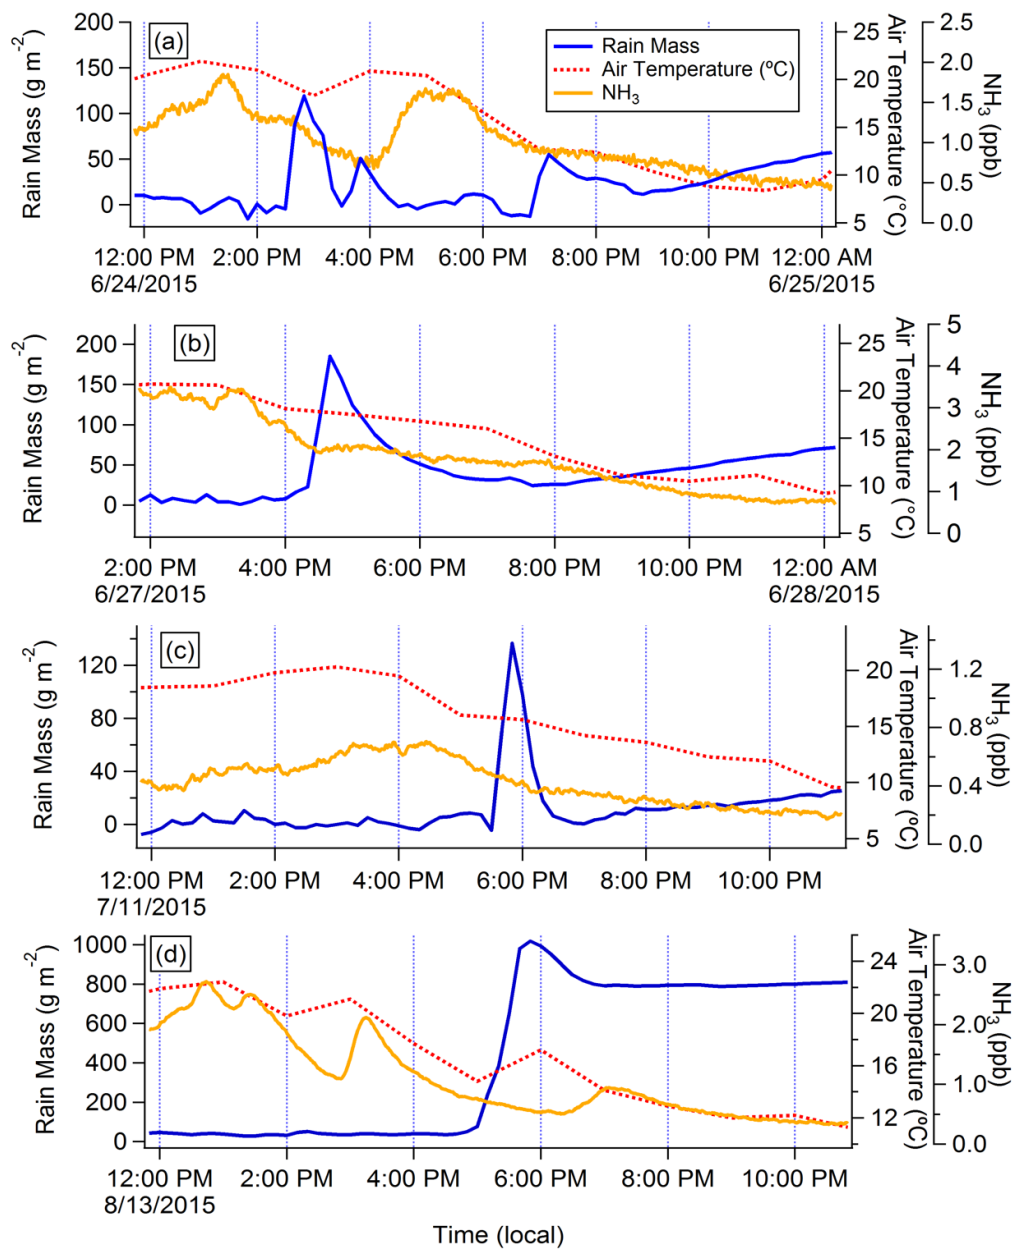 (a)
Rain Mass
Air Temperature (ºC)
NH3
Rain Mass (g m-2)
200
150
100
50
0
25
20
15
10
5
Air Temperature (°C)
2.5
2.0
1.5
1.0
0.5
0.0
NH3 (ppb)
12:00 PM 2:00 PM 4:00 PM 6:00 PM 8:00 PM 10:00 PM 12:00 AM
6/24/2015 6/25/2015
(b)
Rain Mass (g m-2)
200
150
100
50
0
25
20
15
10
5
Air Temperature (°C)
5
4
3
2
1
0
NH3 (ppb)
2:00 PM 4:00 PM 6:00 PM 8:00 PM 10:00 PM 12:00 AM
6/27/2015 6/28/2015
(c)
Rain Mass (g m-2)
120
80
40
0
20
15
10
5
Air Temperature (ºC)
1.2
0.8
0.4
0.0
NH3 (ppb)
12:00 PM 2:00 PM 4:00 PM 6:00 PM 8:00 PM 10:00 PM
7/11/2015
(d)
Rain Mass (g m-2)
1000
800
600
400
200
0
24
20
16
12
Air Temperature (ºC)
3.0
2.0
1.0
0.0
NH3 (ppb)
12:00 PM 2:00 PM 4:00 PM 6:00 PM 8:00 PM 10:00 PM
8/13/2015
Time (local)